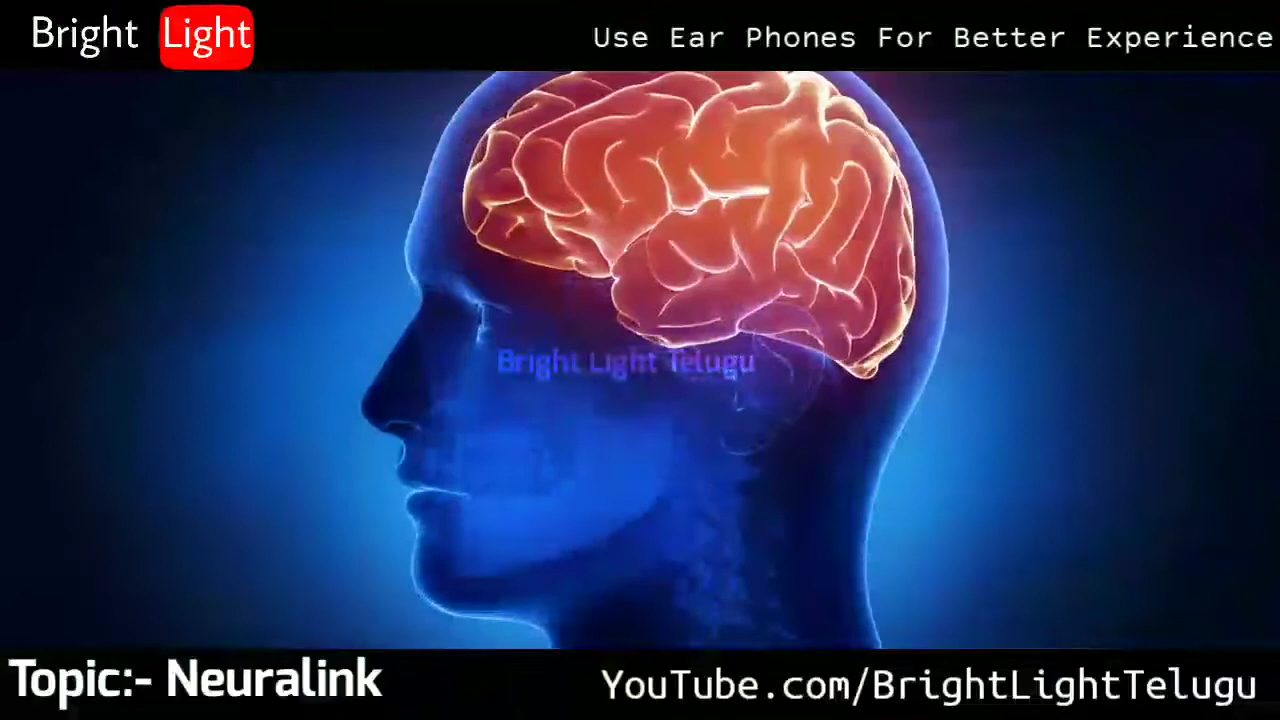 Bright Light
Use Ear Phones For Better Experience
Bright Light Telugu
Topic:- Neuralink
YouTube.com/BrightLightTelugu